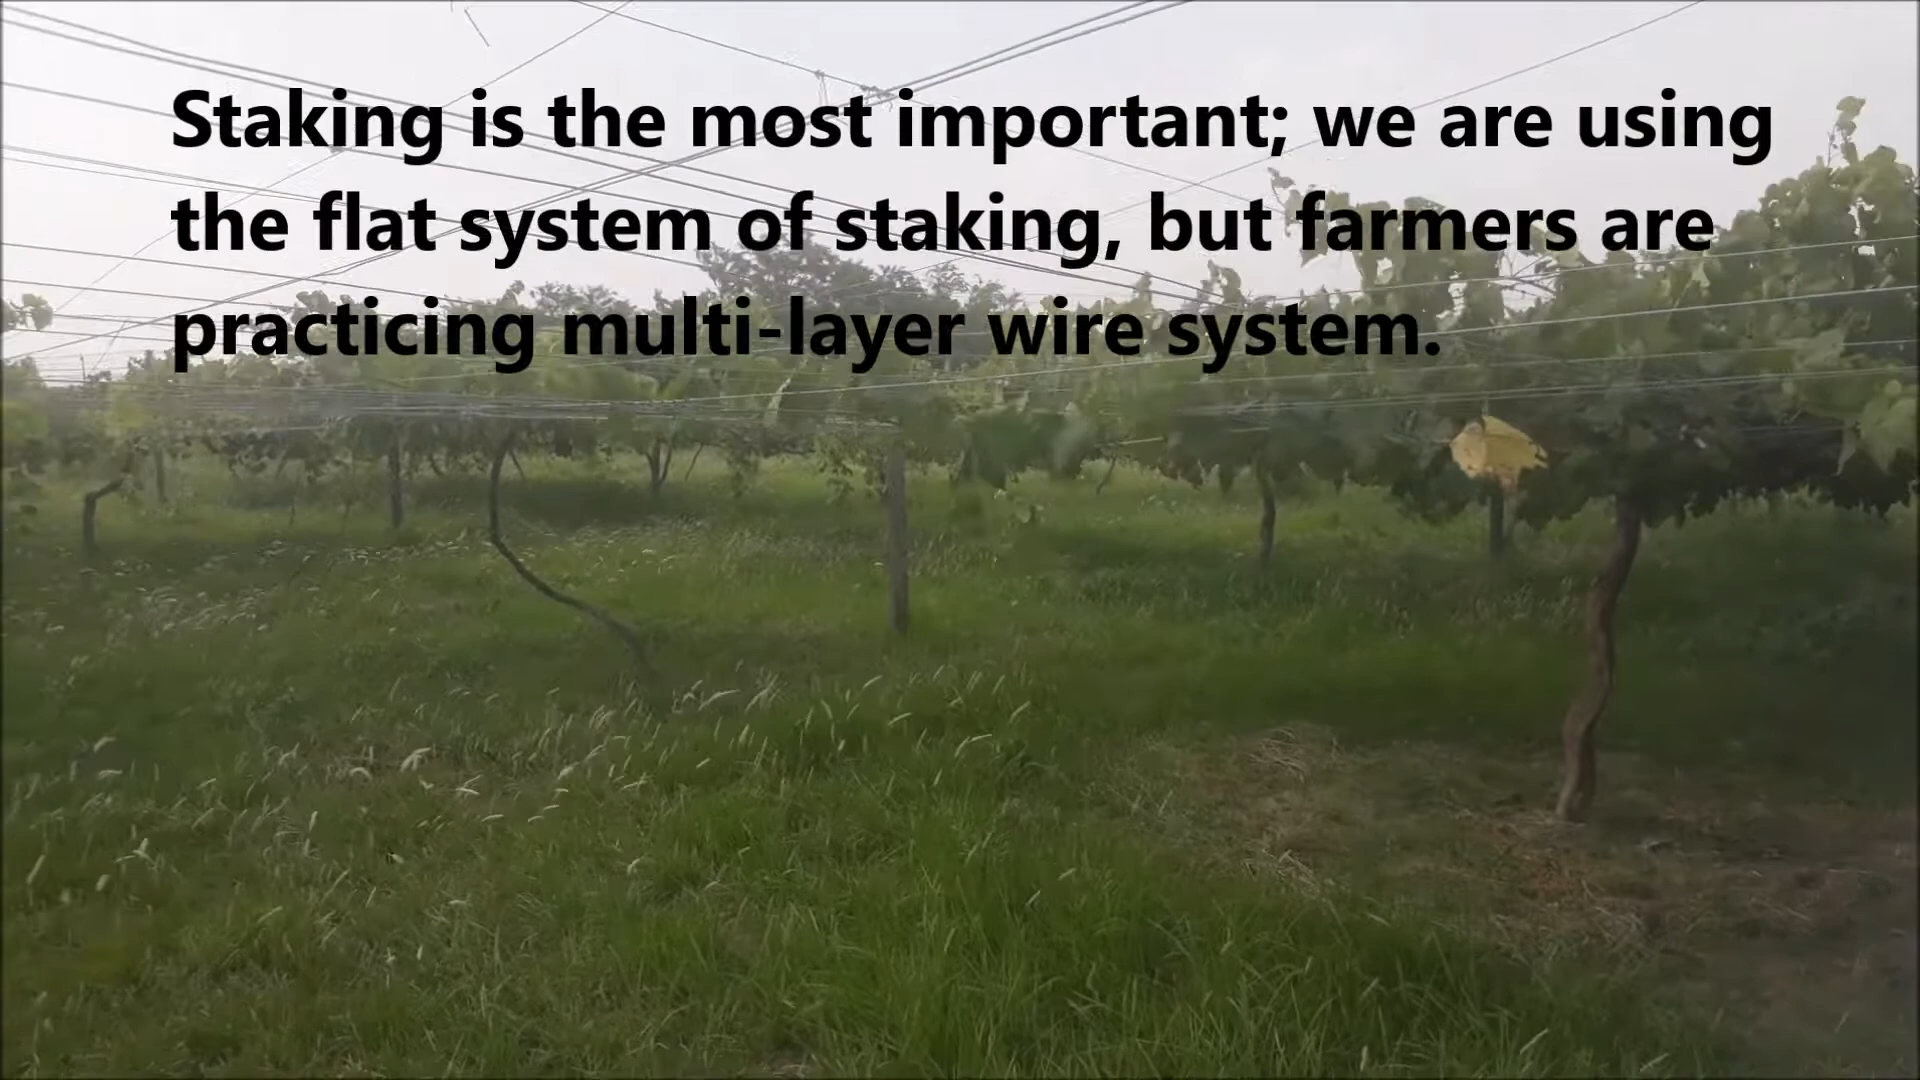 Staking is the most important; we are using
the flat system of staking, but farmers are
practicing multi-layer wire system.